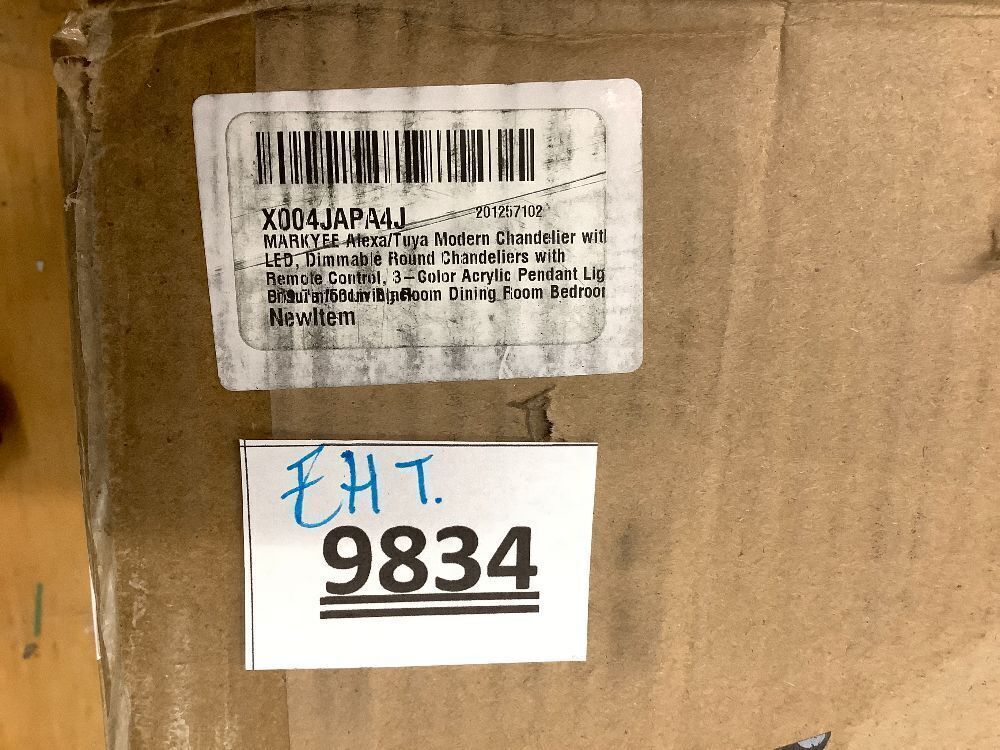 X004JAPA4J 201257102
MARKYEE Alexa/Tuya Modern Chandelier with
LED, Dimmable Round Chandeliers with
Remote Control, 3-Color Acrylic Pendant Lig
Room Dining Room Bedroom
NewItem
EHT.
9834